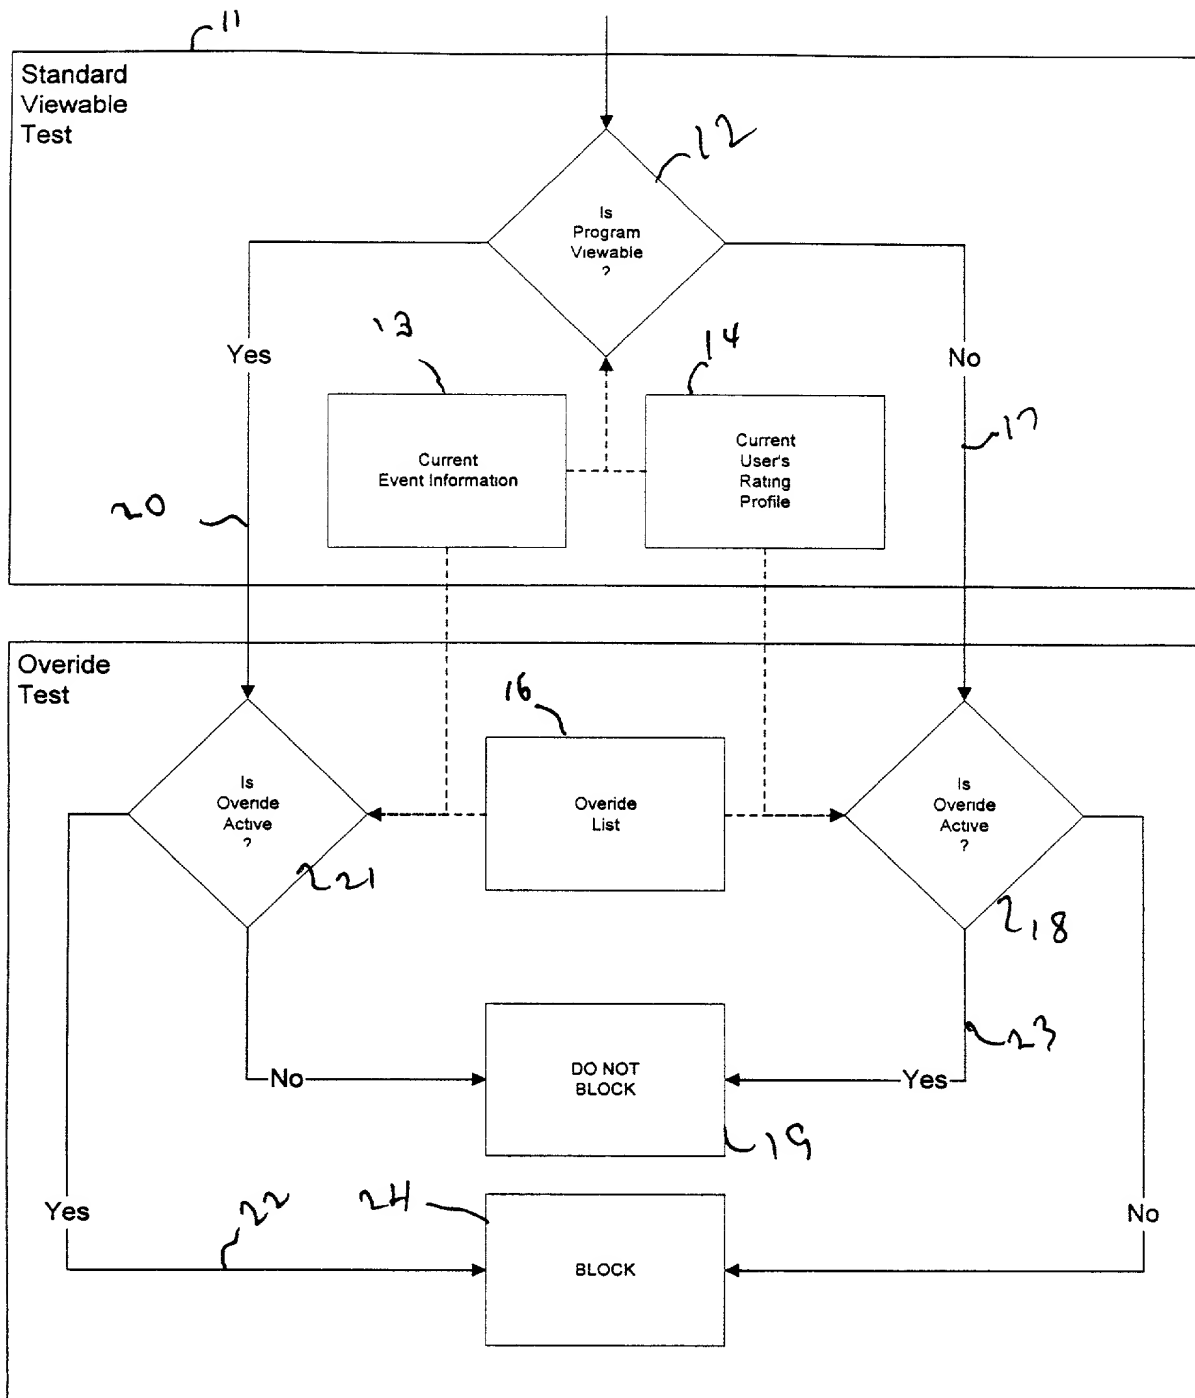 11
Standard
Viewable
Test
12
Is
Program
Viewable
?
Yes
No
13
14
Current
Event Information
Current
User's
Rating
Profile
17
20
Overide
Test
16
Is
Overide
Active
?
Overide
List
Is
Override
Active
?
21
18
23
No
DO NOT
BLOCK
Yes
19
Yes
22
24
No
BLOCK